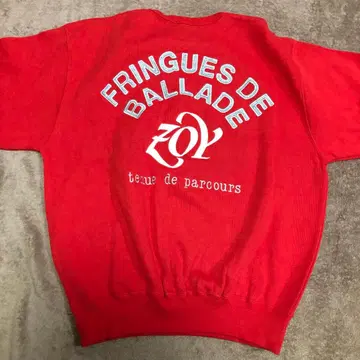 FRINGUES DE
BALLADE
ZOY
tenue de parcours